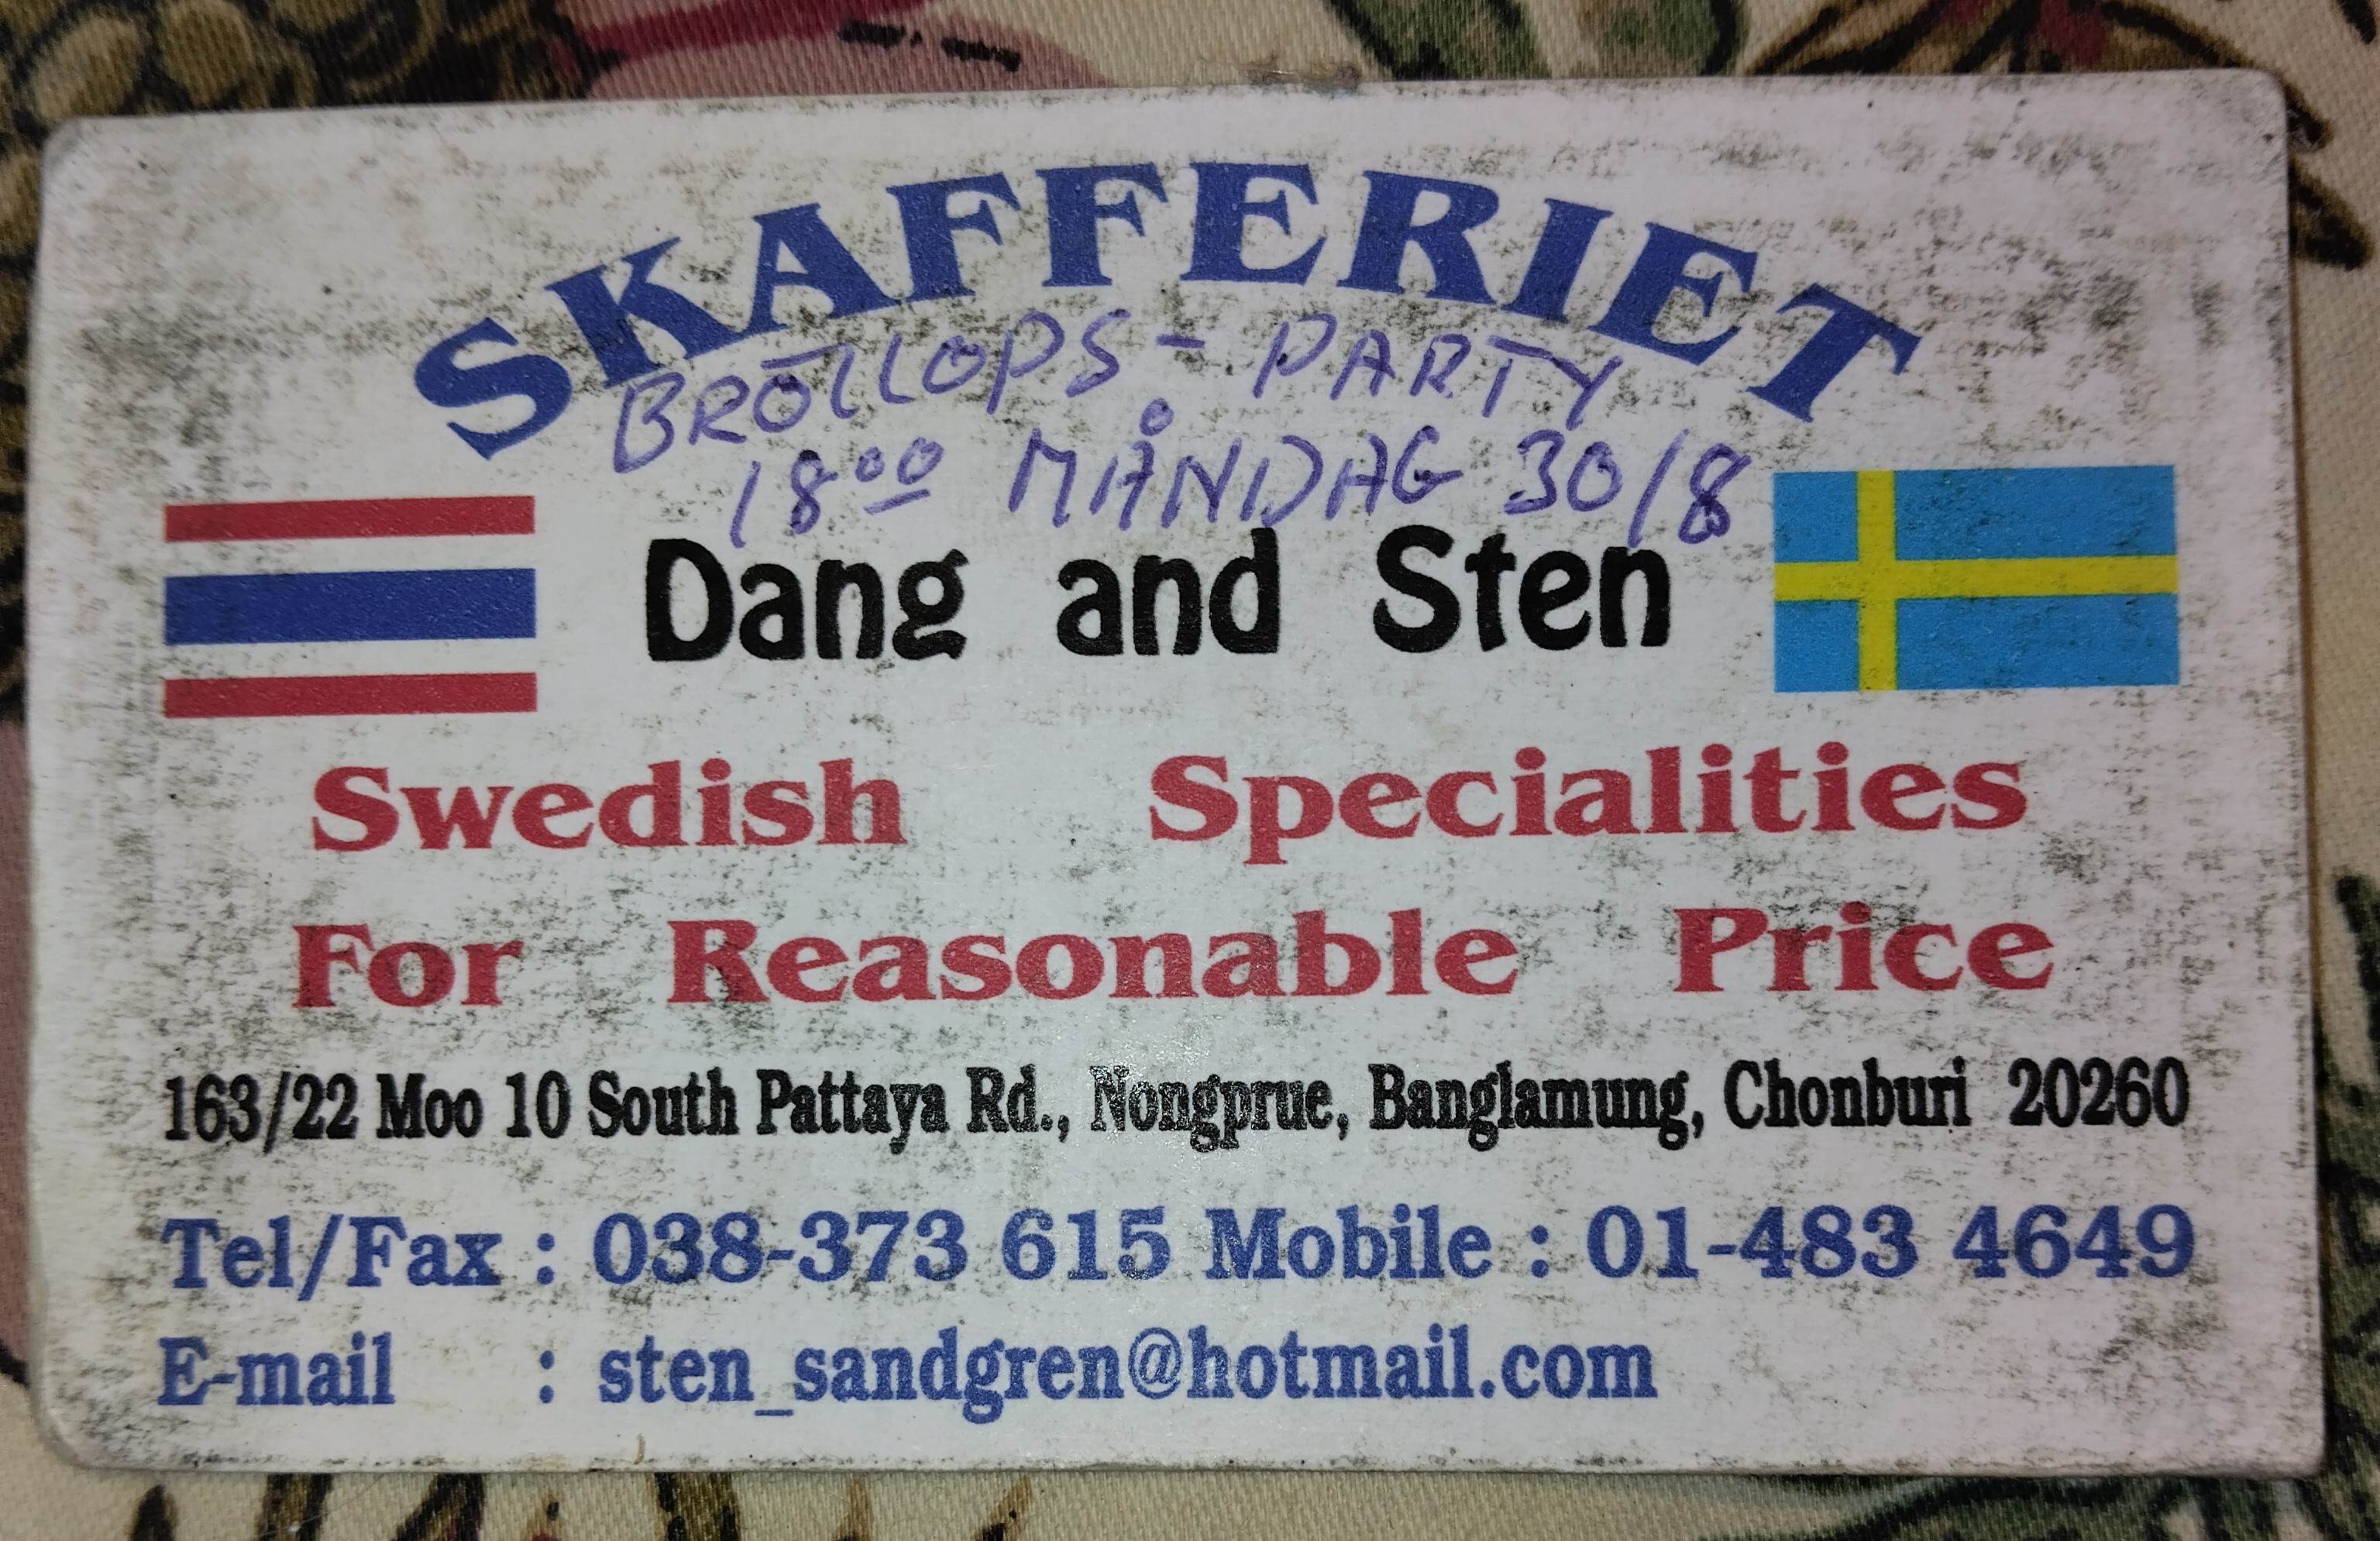 SKAFFERIET
BRÖLLOPS - PARTY
18⁰⁰ MÅNDAG 30/8
Dang and Sten
Swedish Specialities
For Reasonable Price
163/22 Moo 10 South Pattaya Rd., Nongprue, Banglamung, Chonburi 20260
Tel/Fax : 038-373 615 Mobile : 01-483 4649
E-mail : sten_sandgren@hotmail.com